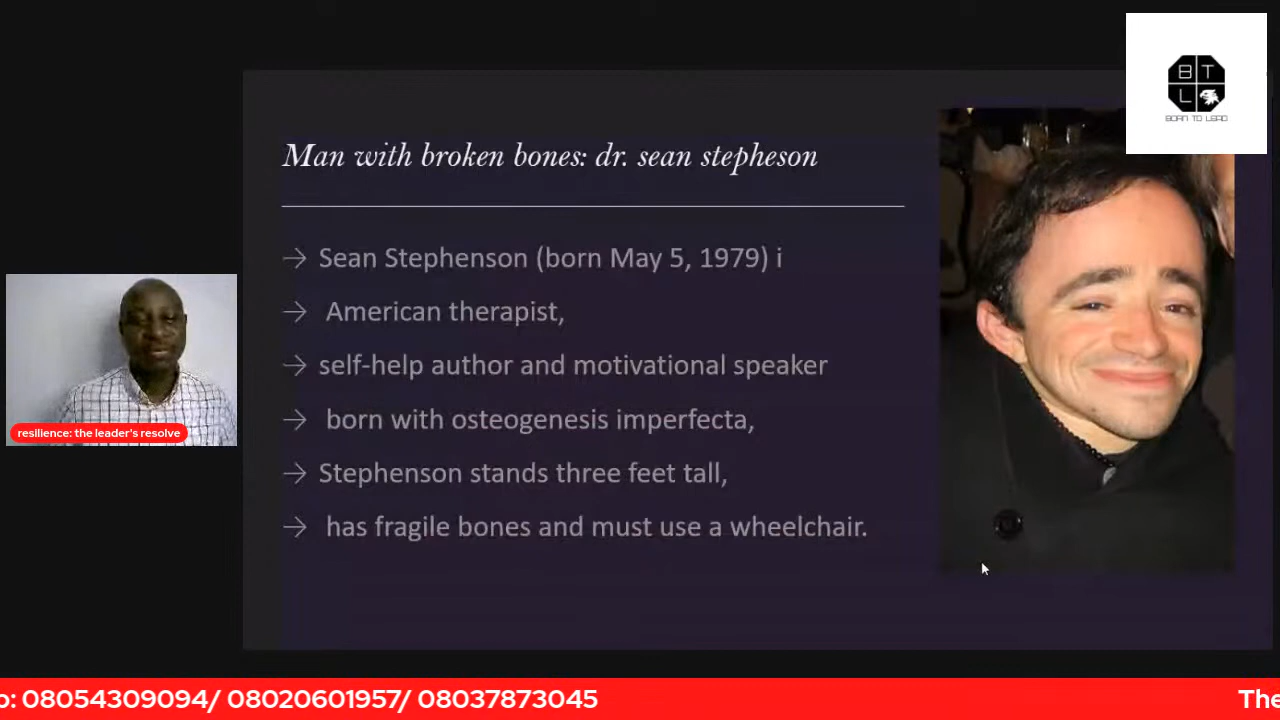 B T
L
BORN TO LEAD
Man with broken bones: dr. sean stepheson
→ Sean Stephenson (born May 5, 1979) i
→ American therapist,
→ self-help author and motivational speaker
→ born with osteogenesis imperfecta,
→ Stephenson stands three feet tall,
→ has fragile bones and must use a wheelchair.
resilience: the leader's resolve
o: 08054309094/ 08020601957/ 08037873045
The